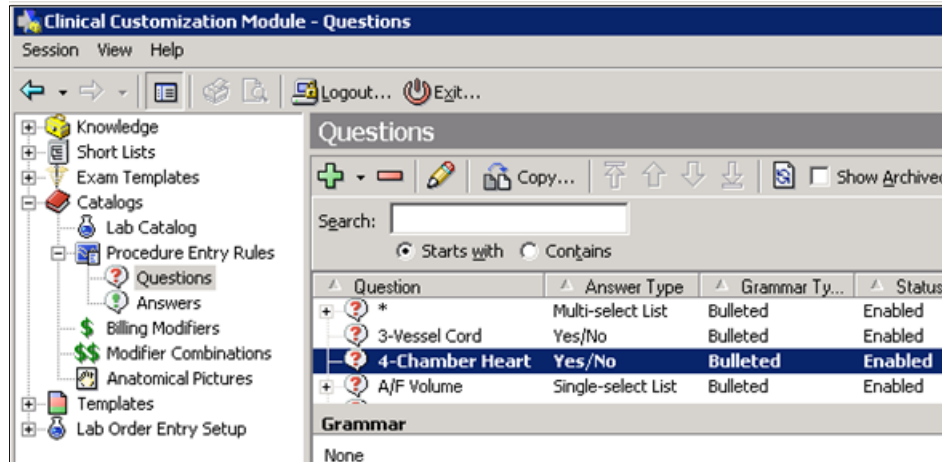 Clinical Customization Module - Questions
Session View Help
Logout... Exit...
Knowledge
Short Lists
Exam Templates
Catalogs
Lab Catalog
Procedure Entry Rules
Questions
Answers
Billing Modifiers
Modifier Combinations
Anatomical Pictures
Templates
Lab Order Entry Setup
Questions
Copy... Show Archived
Search:
Starts with Contains
Question Answer Type Grammar Ty... Status
* Multi-select List Bulleted Enabled
3-Vessel Cord Yes/No Bulleted Enabled
4-Chamber Heart Yes/No Bulleted Enabled
A/F Volume Single-select List Bulleted Enabled
Grammar
None